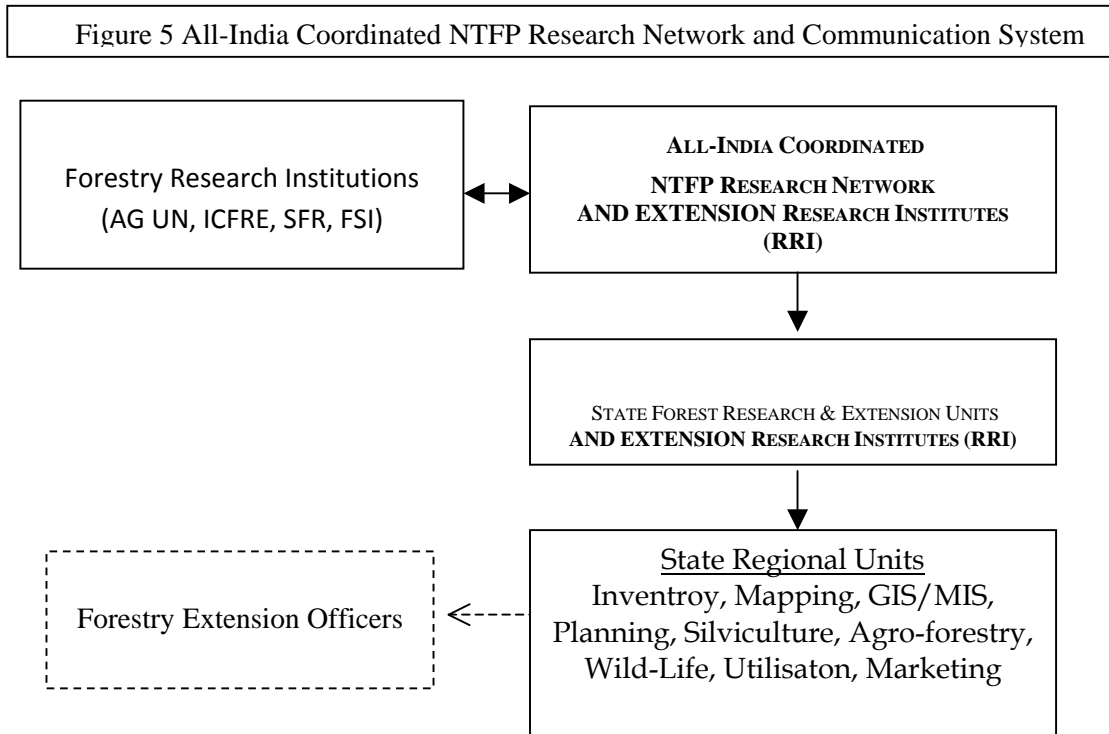 Figure 5 All-India Coordinated NTFP Research Network and Communication System
Forestry Research Institutions
(AG UN, ICFRE, SFR, FSI)
ALL-INDIA COORDINATED
NTFP RESEARCH NETWORK
AND EXTENSION RESEARCH INSTITUTES
(RRI)
STATE FOREST RESEARCH & EXTENSION UNITS
AND EXTENSION RESEARCH INSTITUTES (RRI)
Forestry Extension Officers
State Regional Units
Inventroy, Mapping, GIS/MIS,
Planning, Silviculture, Agro-forestry,
Wild-Life, Utilisaton, Marketing